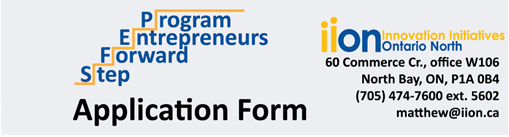 Program
Entrepreneurs
Forward
Step
Application Form
iion Innovation Initiatives
Ontario North
60 Commerce Cr., office W106
North Bay, ON, P1A 0B4
(705) 474-7600 ext. 5602
matthew@iion.ca